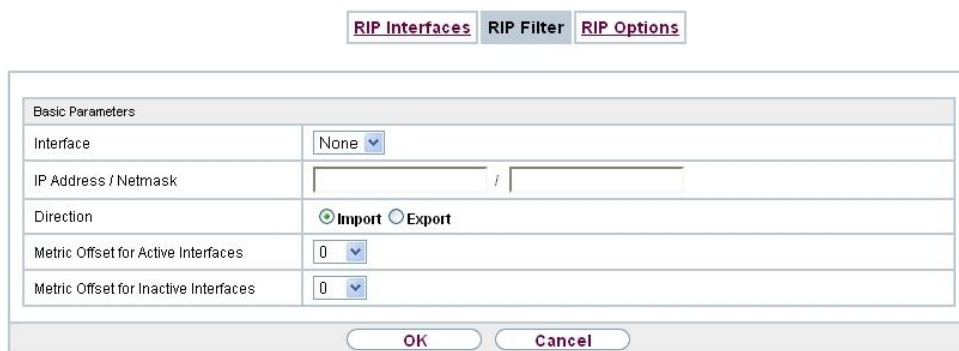 RIP Interfaces RIP Filter RIP Options
Basic Parameters
Interface None
IP Address / Netmask /
Direction Import Export
Metric Offset for Active Interfaces 0
Metric Offset for Inactive Interfaces 0
OK Cancel